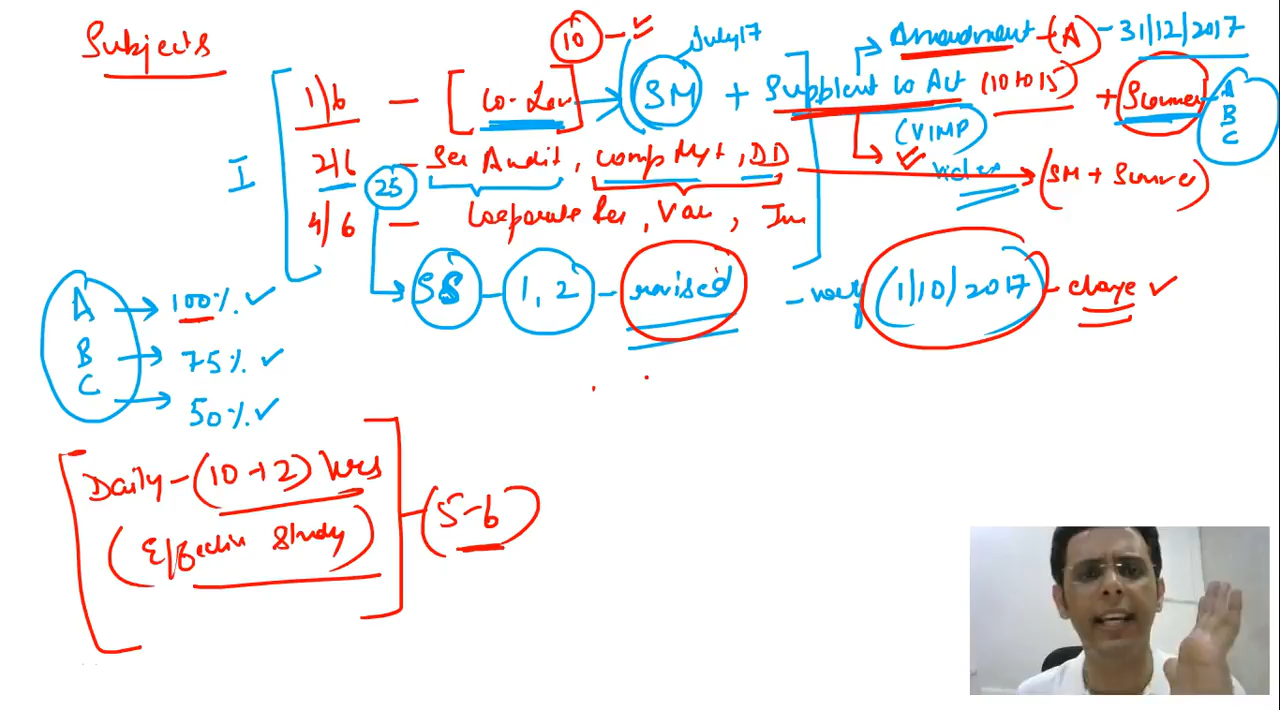 Subjects
10 - ✓
July 17
Amendment - (A) - 31/12/2017
1/6 - [Co-Law] → SM + Supplent to Act (10 to 15) + Scanner A
(VIMP) B
C
I 2/6 - Sec Audit, Comp Mgt, DD ✓ (SM + Scanner)
25
4/6 - Corporate Res, Val, Ins
SS - 1, 2 - revised - (1/10/2017) - change ✓
A → 100% ✓
B → 75% ✓
C → 50% ✓
Daily - (10+2) hrs
(Effective Study) - (5-6)